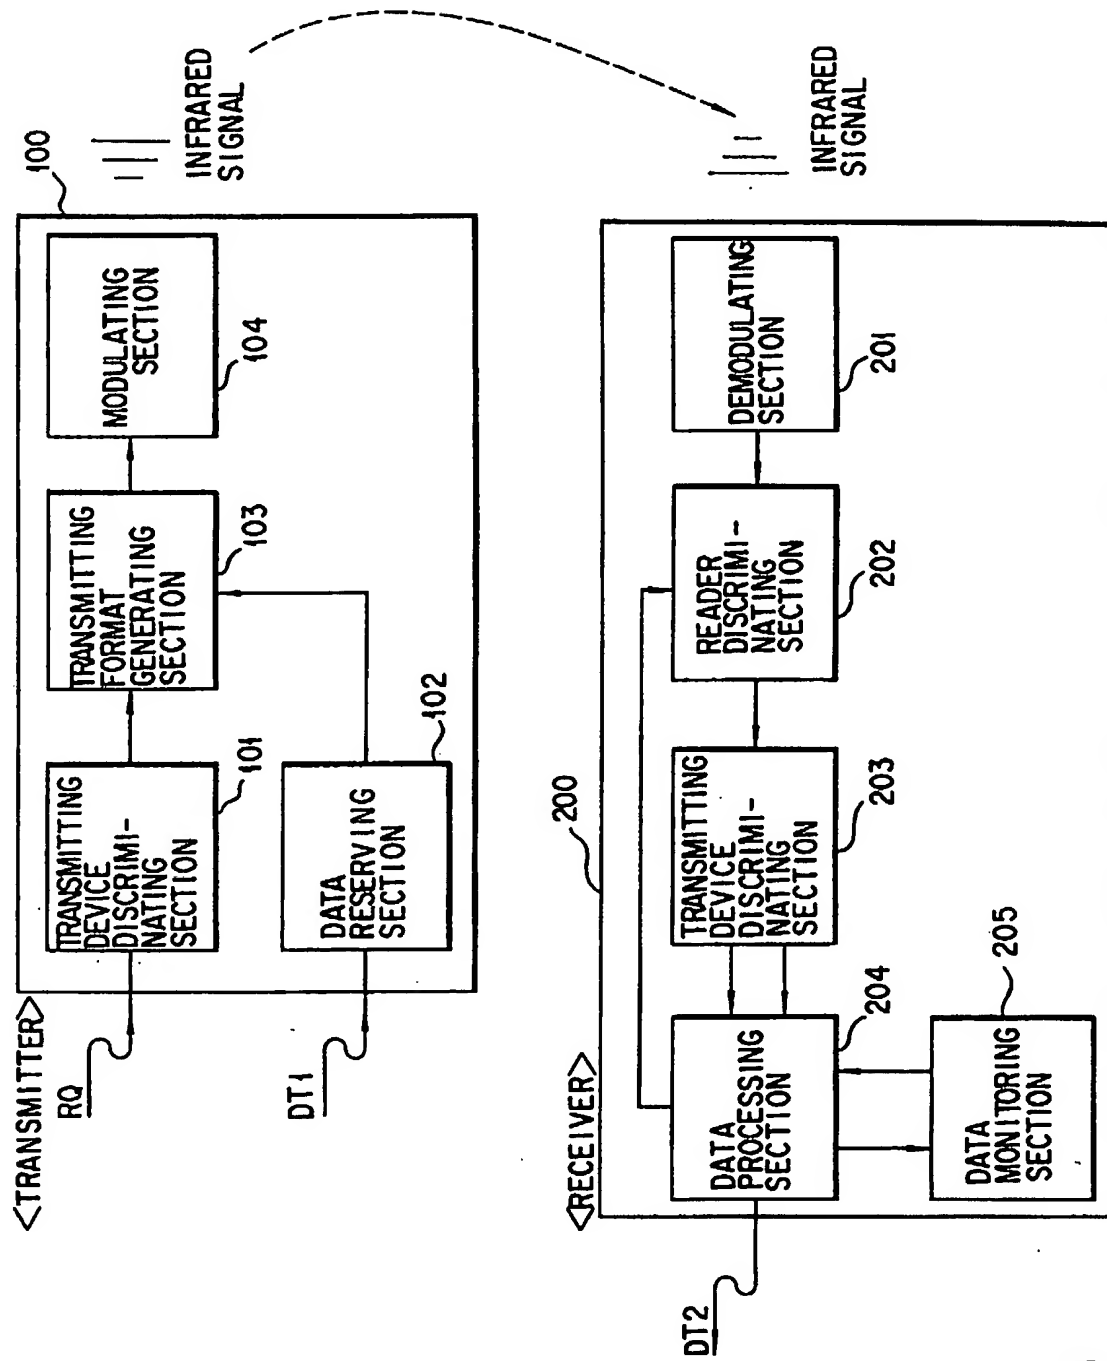 <TRANSMITTER>
100
RQ
TRANSMITTING
DEVICE
DISCRIMI-
NATING
SECTION
101
TRANSMITTING
FORMAT
GENERATING
SECTION
103
MODULATING
SECTION
104
INFRARED
SIGNAL
DT1
DATA
RESERVING
SECTION
102
<RECEIVER>
200
DT2
DATA
PROCESSING
SECTION
204
TRANSMITTING
DEVICE
DISCRIMI-
NATING
SECTION
203
READER
DISCRIMI-
NATING
SECTION
202
DEMODULATING
SECTION
201
INFRARED
SIGNAL
DATA
MONITORING
SECTION
205